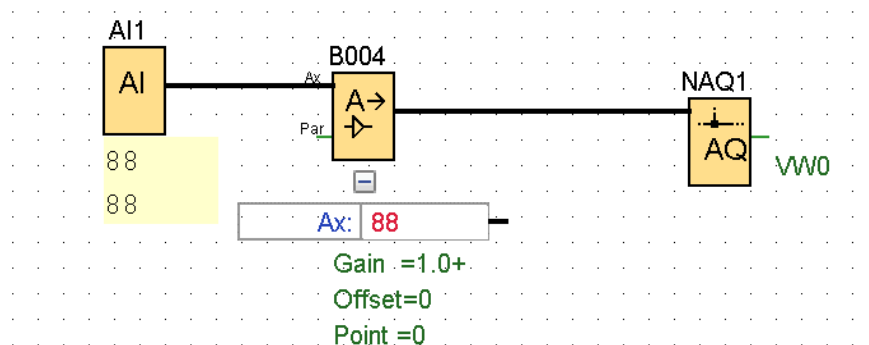 AI1
AI
88
88
B004
Ax
A→
Par
Ax: 88
Gain =1.0+
Offset=0
Point =0
NAQ1
AQ
VW0